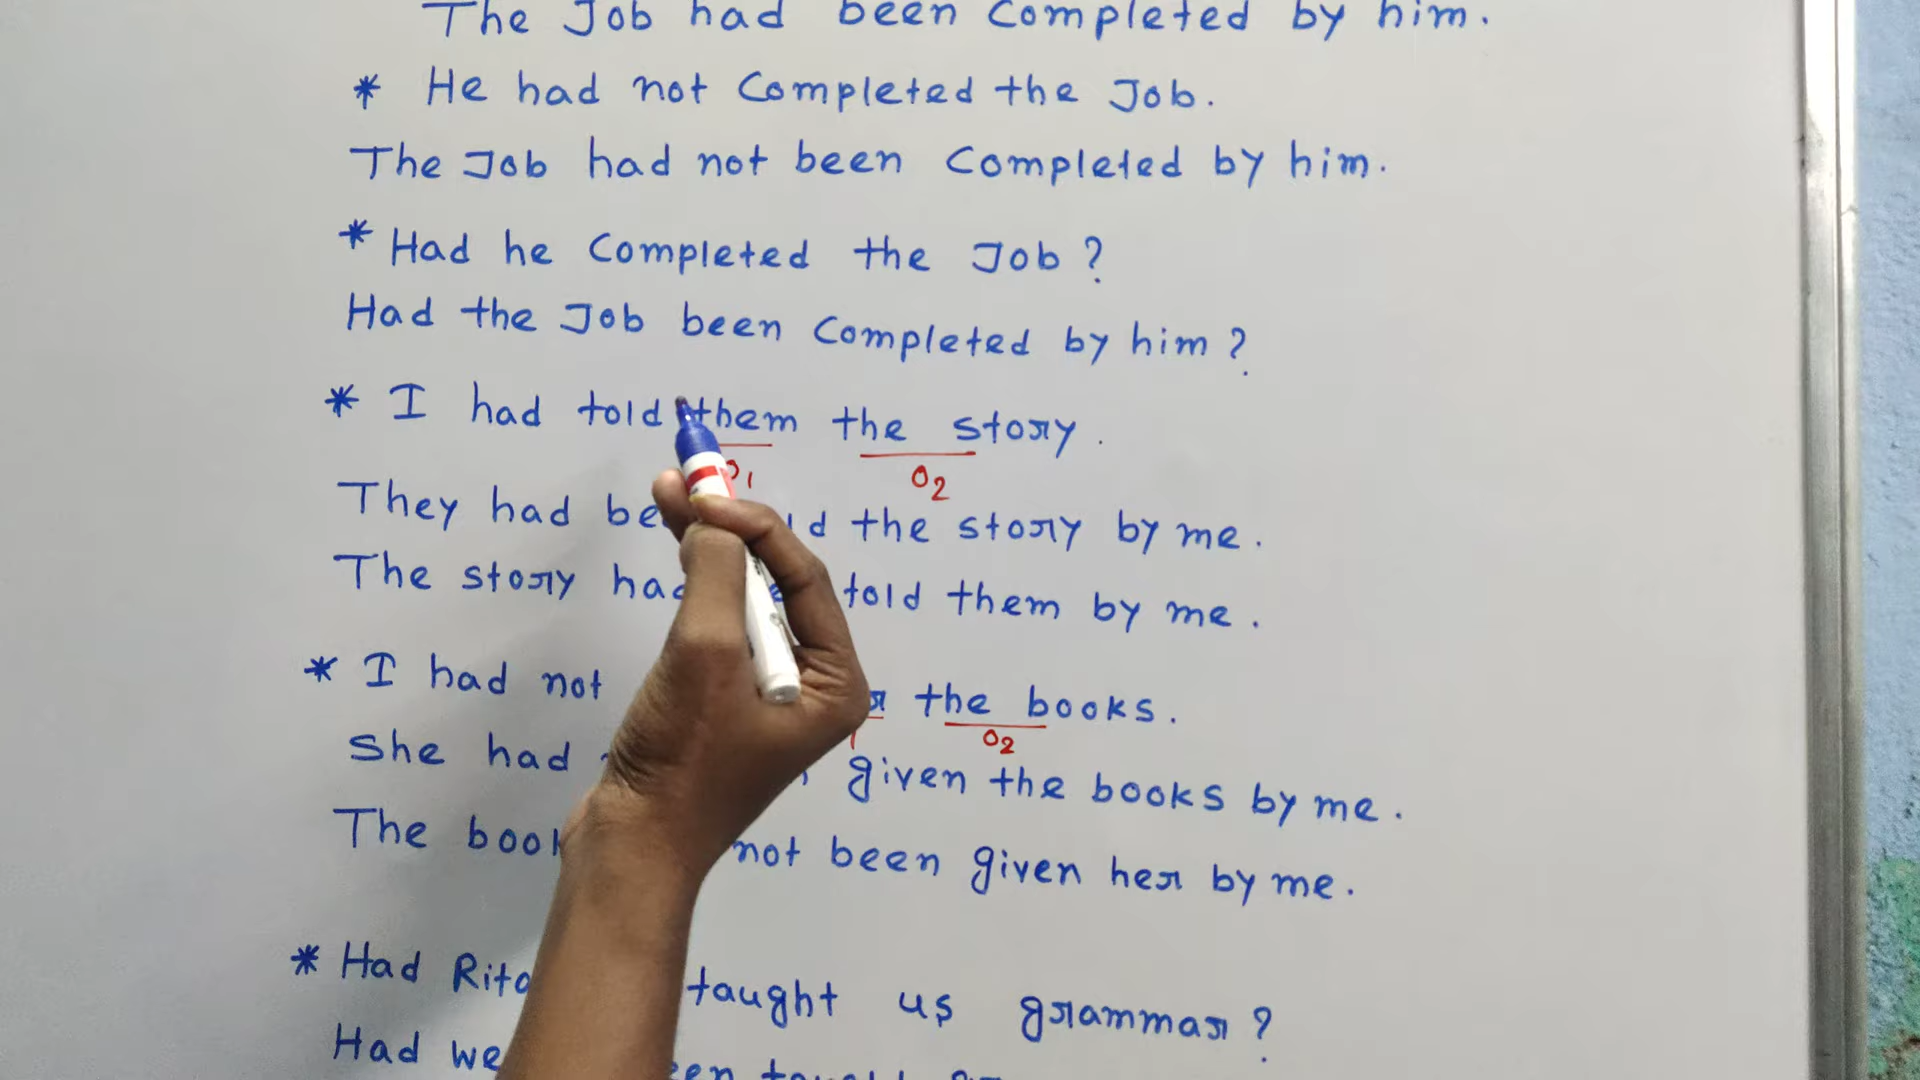 The Job had been Completed by him.
* He had not Completed the Job.
The Job had not been Completed by him.
* Had he Completed the Job?
Had the Job been Completed by him?
* I had told them the story.
O1 O2
They had the story by me.
The story told them by me.
* I had not the books.
O2
She had given the books by me.
The not been given her by me.
* Had taught us grammar?
Had we